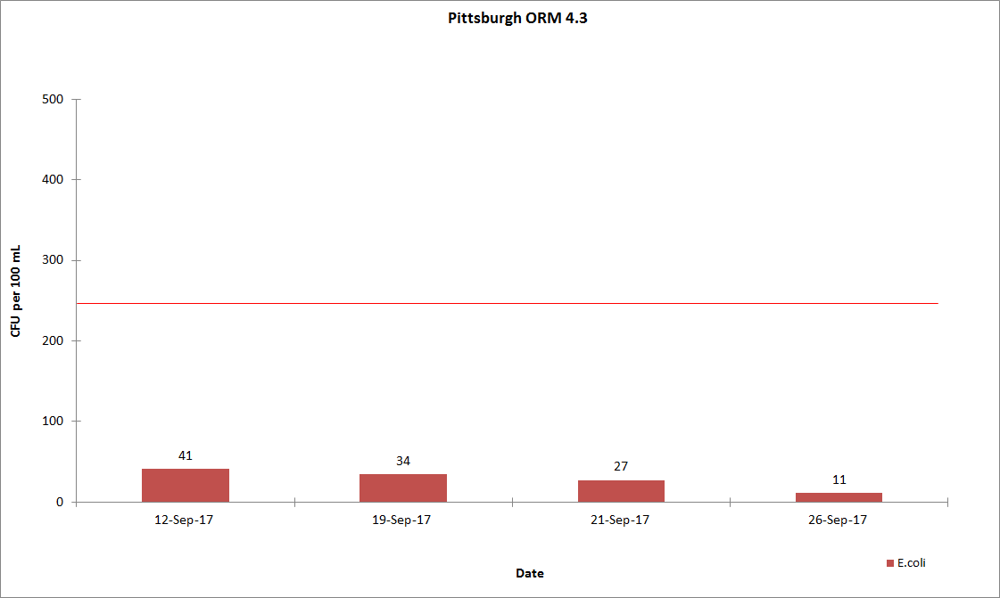 Pittsburgh ORM 4.3
500
400
300
200
100
0
CFU per 100 mL
41
34
27
11
12-Sep-17
19-Sep-17
21-Sep-17
26-Sep-17
Date
E.coli